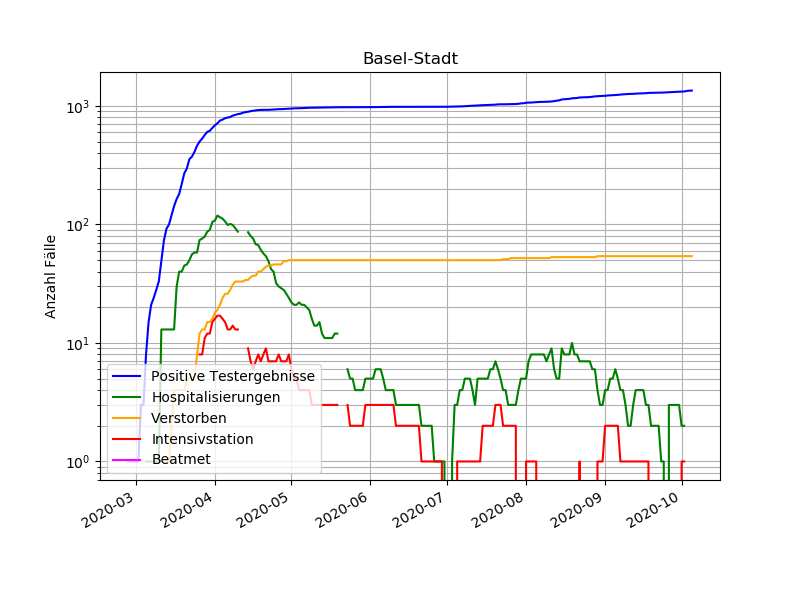 Basel-Stadt
Anzahl Fälle
10³
10²
10¹
10⁰
Positive Testergebnisse
Hospitalisierungen
Verstorben
Intensivstation
Beatmet
2020-03
2020-04
2020-05
2020-06
2020-07
2020-08
2020-09
2020-10